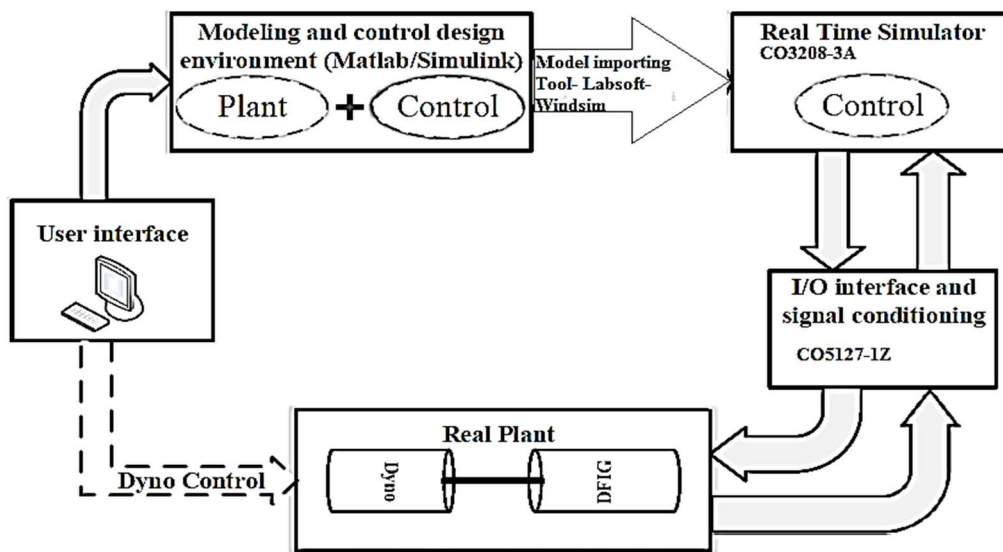 Modeling and control design
environment (Matlab/Simulink)
Plant
+
Control
Model importing
Tool- Labsoft-
Windsim
Real Time Simulator
CO3208-3A
Control
User interface
I/O interface and
signal conditioning
CO5127-1Z
Real Plant
Dyno
DFIG
Dyno Control